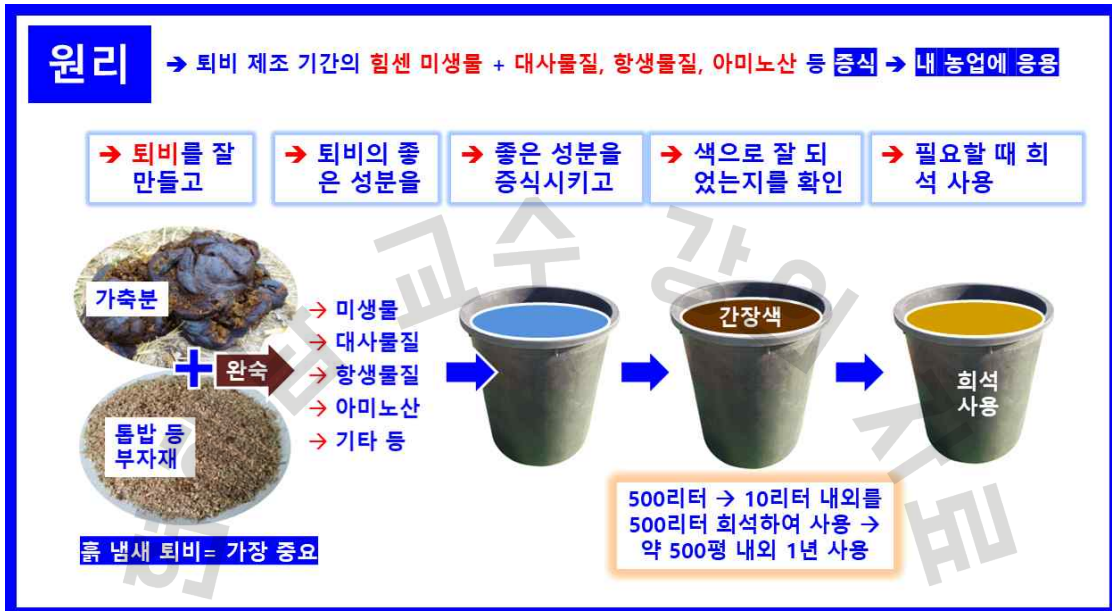 원리
→ 퇴비 제조 기간의 힘센 미생물 + 대사물질, 항생물질, 아미노산 등 증식 → 내 농업에 응용
→ 퇴비를 잘
만들고
→ 퇴비의 좋
은 성분을
→ 좋은 성분을
증식시키고
→ 색으로 잘 되
었는지를 확인
→ 필요할 때 희
석 사용
가축분
+ 완숙
톱밥 등
부자재
→ 미생물
→ 대사물질
→ 항생물질
→ 아미노산
→ 기타 등
간장색
희석
사용
흙 냄새 퇴비= 가장 중요
500리터 → 10리터 내외를
500리터 희석하여 사용 →
약 500평 내외 1년 사용
교수 강의 자료